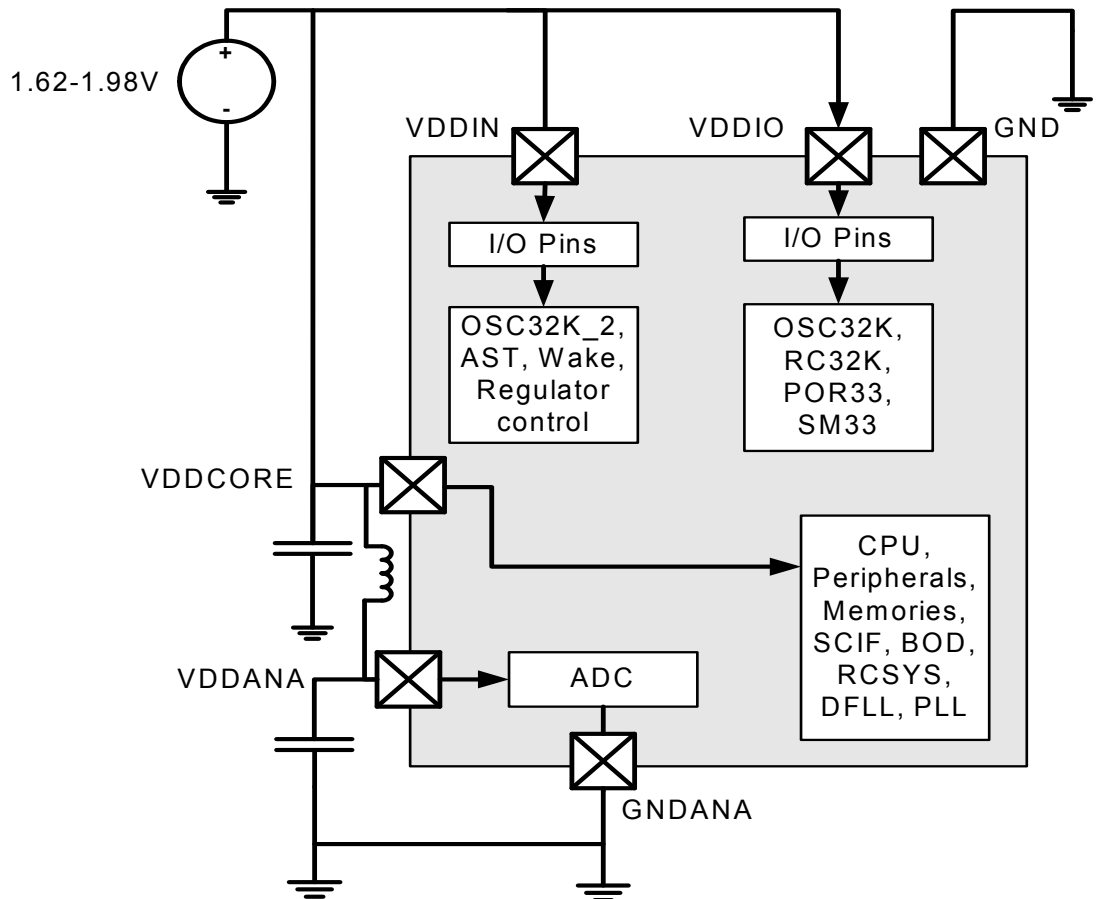 1.62-1.98V
+
-
VDDIN
VDDIO
GND
I/O Pins
I/O Pins
OSC32K_2,
AST, Wake,
Regulator
control
OSC32K,
RC32K,
POR33,
SM33
VDDCORE
CPU,
Peripherals,
Memories,
SCIF, BOD,
RCSYS,
DFLL, PLL
VDDANA
ADC
GNDANA